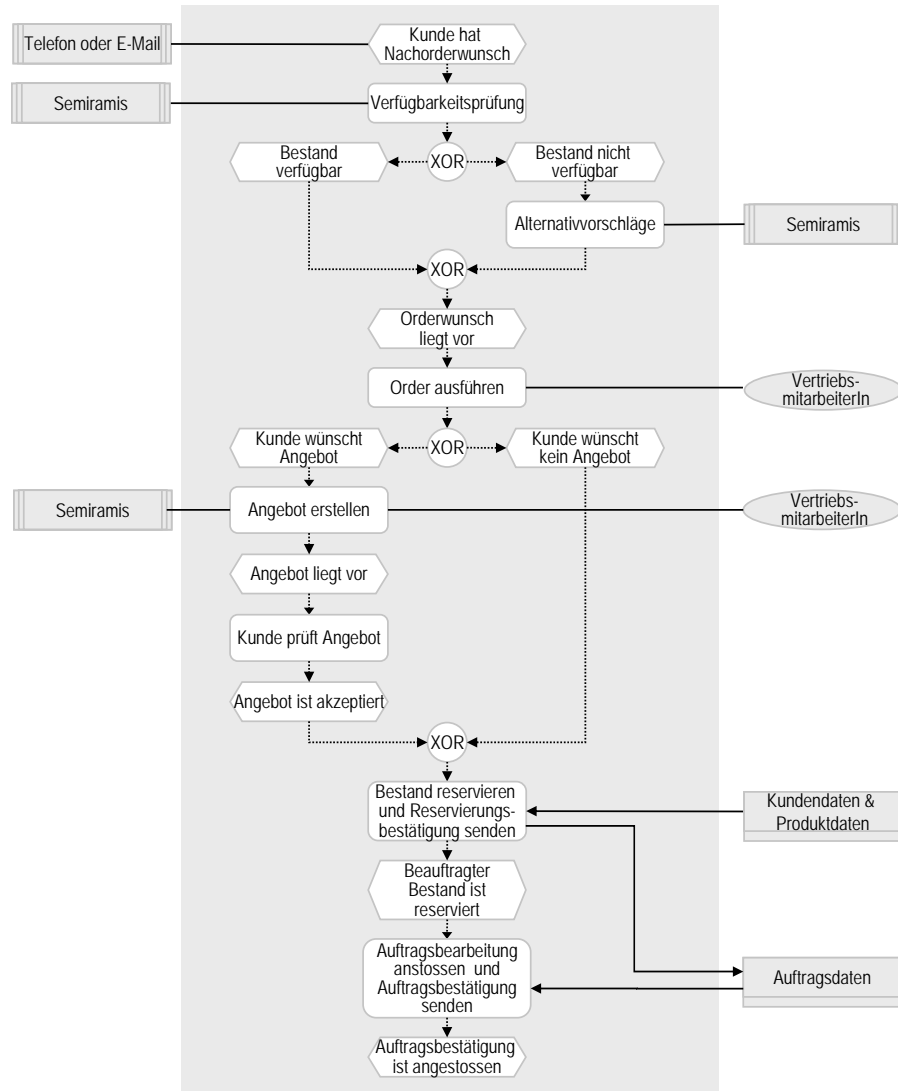 Telefon oder E-Mail
Kunde hat
Nachorderwunsch
Semiramis
Verfügbarkeitsprüfung
Bestand
verfügbar
XOR
Bestand nicht
verfügbar
Alternativvorschläge
Semiramis
XOR
Orderwunsch
liegt vor
Order ausführen
Vertriebs-
mitarbeiterIn
Kunde wünscht
Angebot
XOR
Kunde wünscht
kein Angebot
Semiramis
Angebot erstellen
Vertriebs-
mitarbeiterIn
Angebot liegt vor
Kunde prüft Angebot
Angebot ist akzeptiert
XOR
Bestand reservieren
und Reservierungs-
bestätigung senden
Kundendaten &
Produktdaten
Beauftragter
Bestand ist
reserviert
Auftragsbearbeitung
anstossen und
Auftragsbestätigung
senden
Auftragsdaten
Auftragsbestätigung
ist angestossen